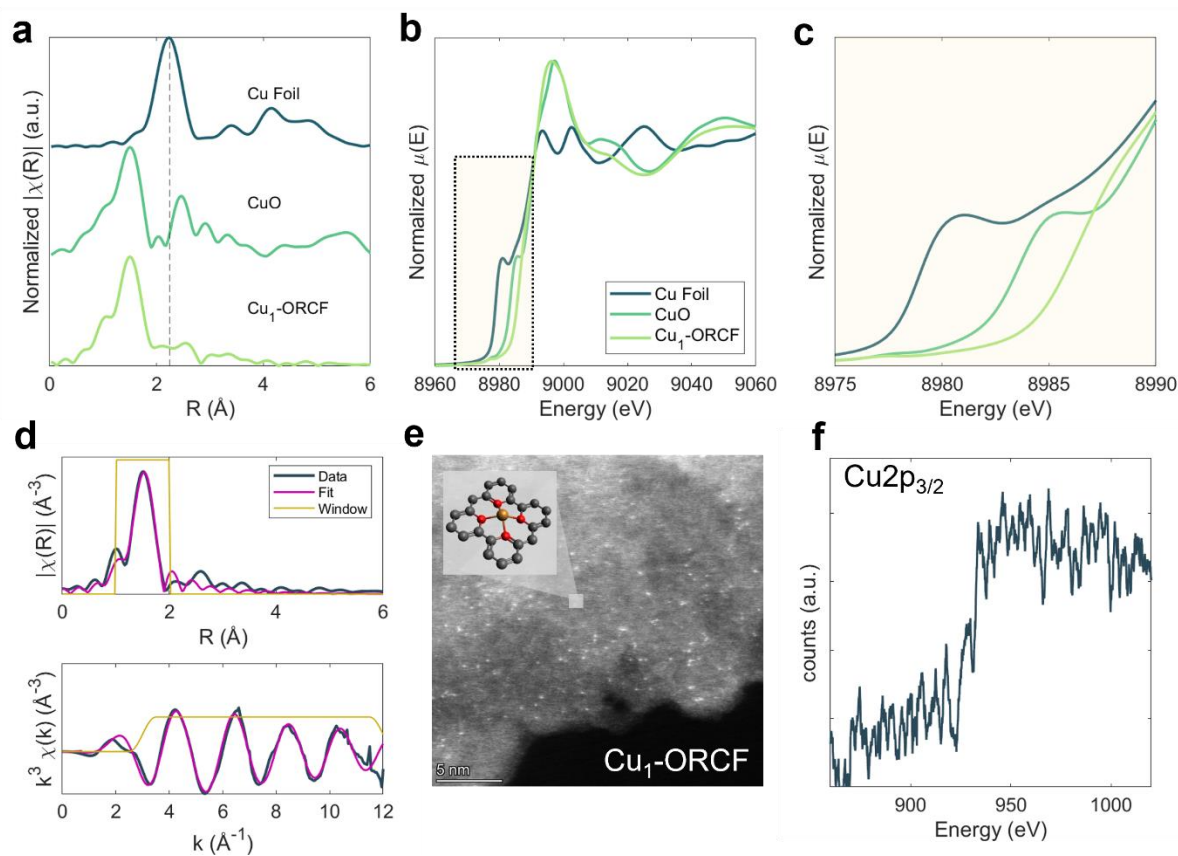 a
Normalized |χ(R)| (a.u.)
Cu Foil
CuO
Cu₁-ORCF
0 2 4 6
R (Å)
b
Normalized μ(E)
Cu Foil
CuO
Cu₁-ORCF
8960 8980 9000 9020 9040 9060
Energy (eV)
c
Normalized μ(E)
8975 8980 8985 8990
Energy (eV)
d
|χ(R)| (Å⁻³)
Data
Fit
Window
0 2 4 6
R (Å)
k³ χ(k) (Å⁻³)
0 2 4 6 8 10 12
k (Å⁻¹)
e
5 nm
Cu₁-ORCF
f
Cu2p₃/₂
counts (a.u.)
900 950 1000
Energy (eV)